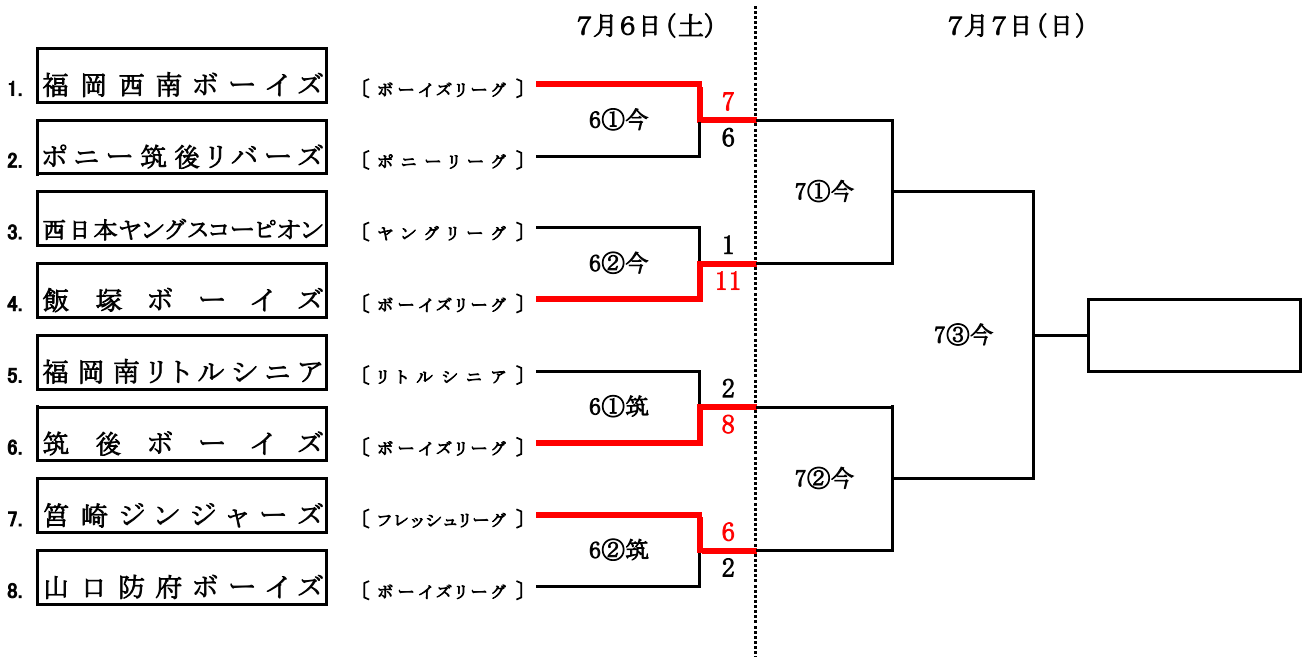 7月6日(土) 7月7日(日)
1. 福岡西南ボーイズ 〔ボーイズリーグ〕
7
6①今
6
2. ポニー筑後リバーズ 〔ポニーリーグ〕
7①今
3. 西日本ヤングスコーピオン 〔ヤングリーグ〕
1
6②今
11
4. 飯塚ボーイズ 〔ボーイズリーグ〕
7③今
5. 福岡南リトルシニア 〔リトルシニア〕
2
6①筑
8
6. 筑後ボーイズ 〔ボーイズリーグ〕
7②今
7. 筥崎ジンジャーズ 〔フレッシュリーグ〕
6
6②筑
2
8. 山口防府ボーイズ 〔ボーイズリーグ〕